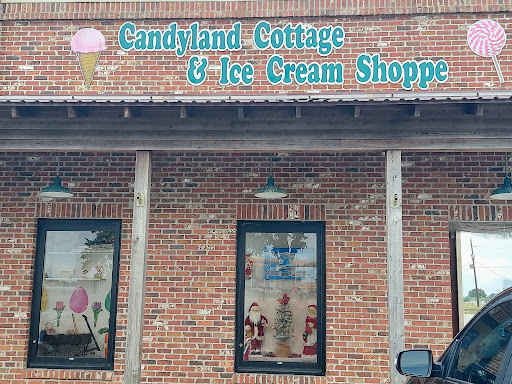 Candyland Cottage
& Ice Cream Shoppe